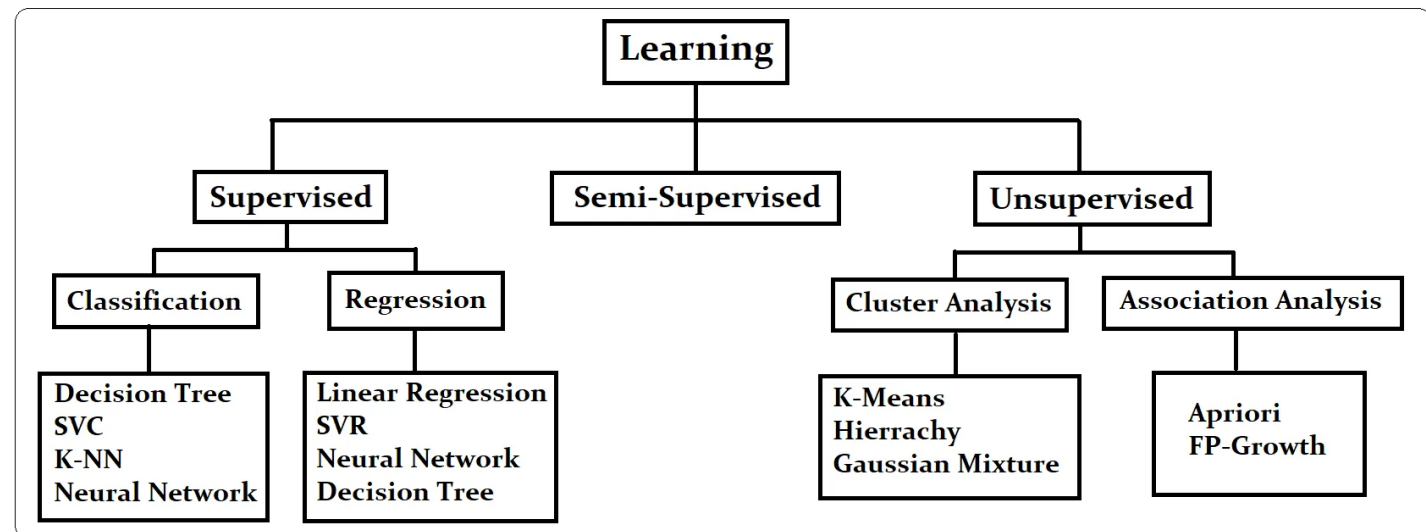 Learning
Supervised
Semi-Supervised
Unsupervised
Classification
Regression
Cluster Analysis
Association Analysis
Decision Tree
SVC
K-NN
Neural Network
Linear Regression
SVR
Neural Network
Decision Tree
K-Means
Hierrachy
Gaussian Mixture
Apriori
FP-Growth